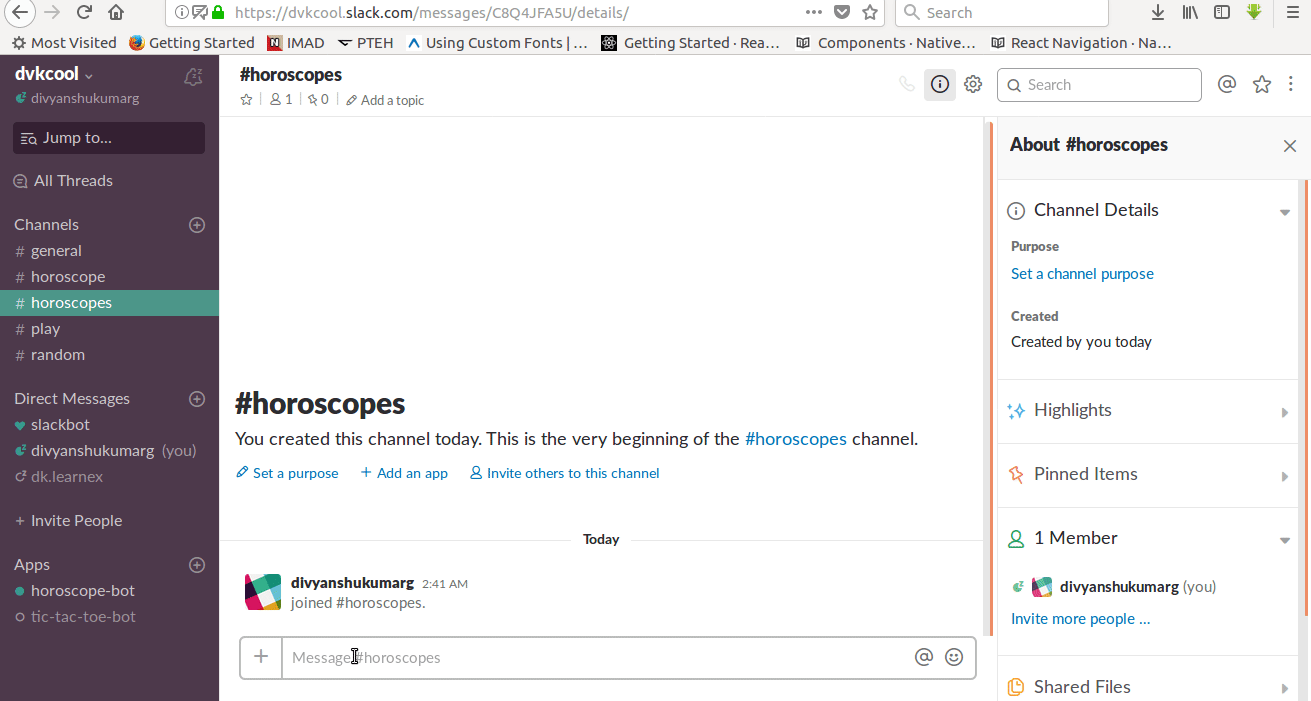 https://dvkcool.slack.com/messages/C8Q4JFA5U/details/
Search
Most Visited
Getting Started
IMAD
PTEH
Using Custom Fonts | ...
Getting Started · Rea...
Components · Native...
React Navigation · Na...
dvkcool
divyanshukumarg
Jump to...
All Threads
Channels
# general
# horoscope
# horoscopes
# play
# random
Direct Messages
slackbot
divyanshukumarg (you)
dk.learnex
+ Invite People
Apps
horoscope-bot
tic-tac-toe-bot
#horoscopes
1
0
Add a topic
Search
#horoscopes
You created this channel today. This is the very beginning of the #horoscopes channel.
Set a purpose
+ Add an app
Invite others to this channel
Today
divyanshukumarg 2:41 AM
joined #horoscopes.
Message #horoscopes
About #horoscopes
Channel Details
Purpose
Set a channel purpose
Created
Created by you today
Highlights
Pinned Items
1 Member
divyanshukumarg (you)
Invite more people ...
Shared Files